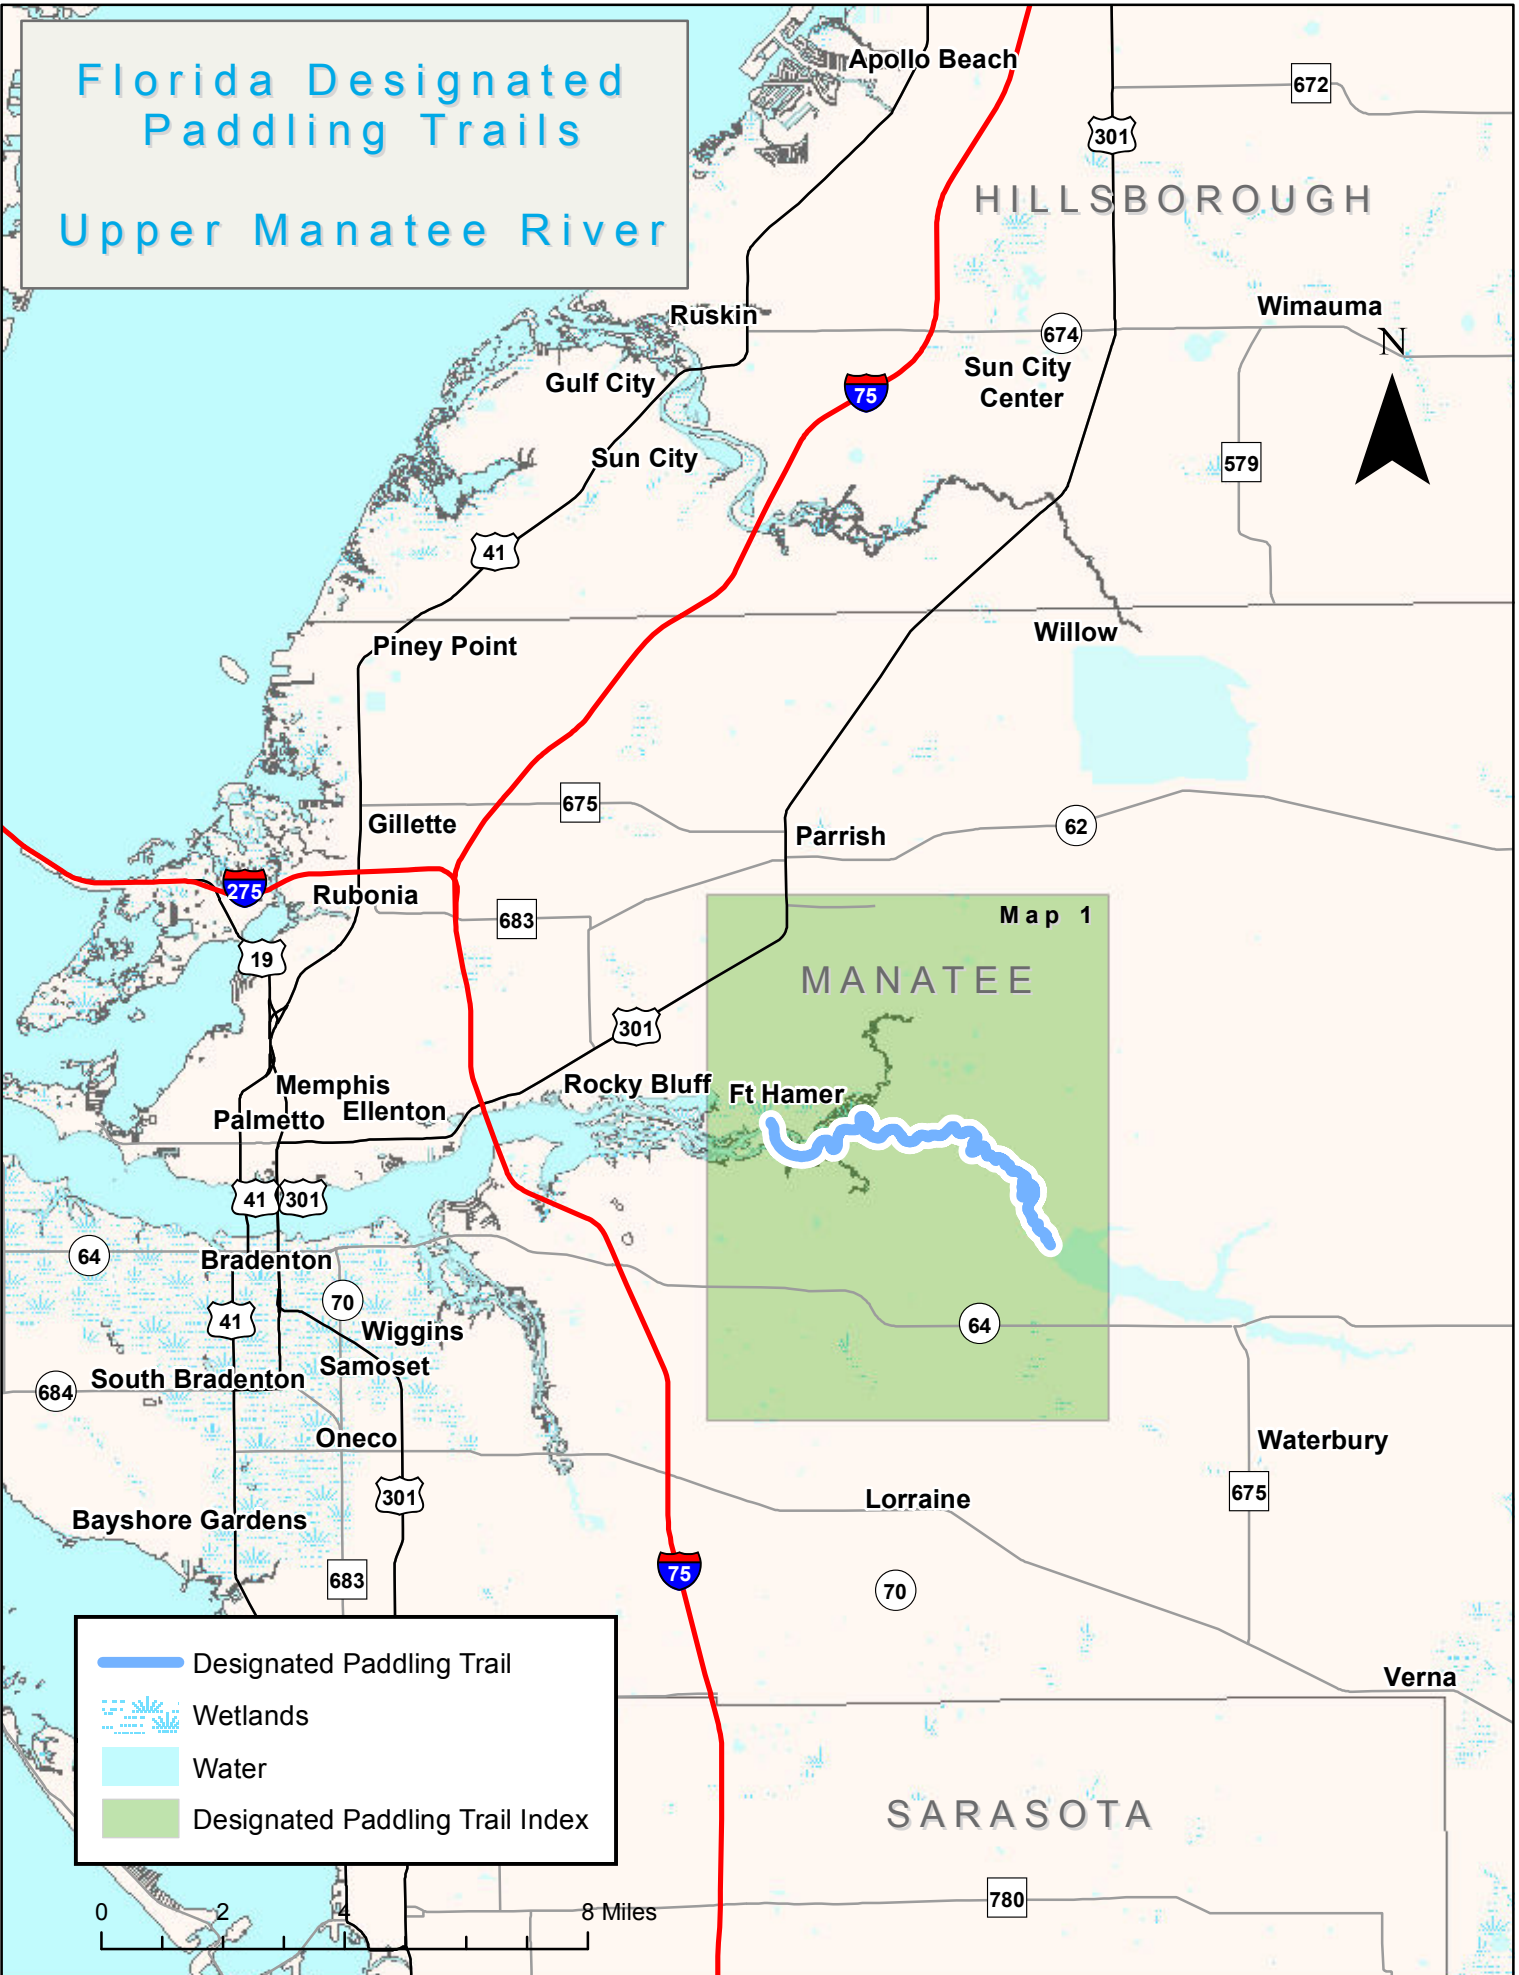 Florida Designated
Paddling Trails
Upper Manatee River
Apollo Beach
672
301
HILLSBOROUGH
Ruskin
Wimauma
674
N
Gulf City
75
Sun City
Center
Sun City
579
41
Piney Point
Willow
675
Gillette
Parrish
62
275
Rubonia
683
Map 1
19
MANATEE
301
Memphis
Rocky Bluff
Ft Hamer
Palmetto
Ellenton
41
301
64
Bradenton
70
41
Wiggins
64
Samoset
684
South Bradenton
Oneco
Waterbury
301
675
Lorraine
Bayshore Gardens
75
683
70
Designated Paddling Trail
Verna
Wetlands
Water
Designated Paddling Trail Index
SARASOTA
780
0 2 4 8 Miles